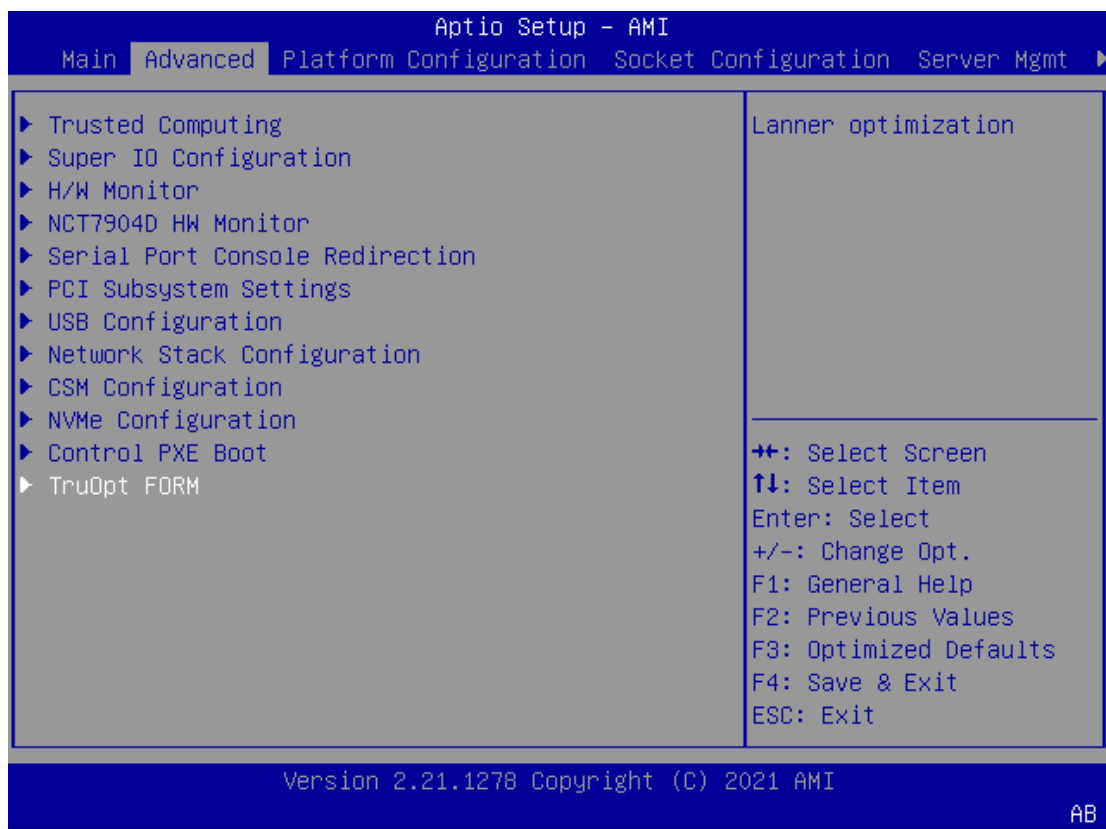 Aptio Setup – AMI
Main Advanced Platform Configuration Socket Configuration Server Mgmt ▶
▶ Trusted Computing
▶ Super IO Configuration
▶ H/W Monitor
▶ NCT7904D HW Monitor
▶ Serial Port Console Redirection
▶ PCI Subsystem Settings
▶ USB Configuration
▶ Network Stack Configuration
▶ CSM Configuration
▶ NVMe Configuration
▶ Control PXE Boot
▶ TruOpt FORM
Lanner optimization
→←: Select Screen
↑↓: Select Item
Enter: Select
+/-: Change Opt.
F1: General Help
F2: Previous Values
F3: Optimized Defaults
F4: Save & Exit
ESC: Exit
Version 2.21.1278 Copyright (C) 2021 AMI
AB